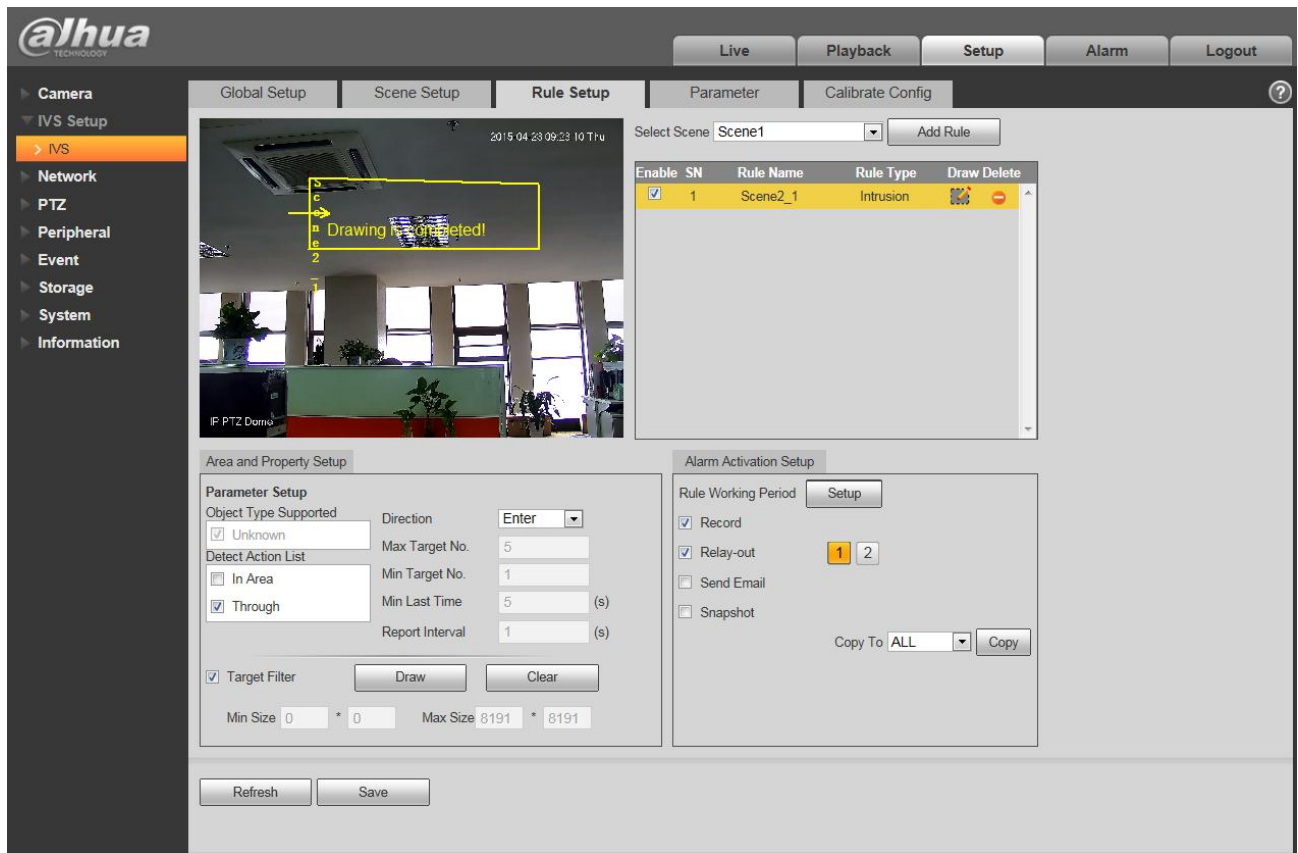 alhua
TECHNOLOGY
Live Playback Setup Alarm Logout
Camera
IVS Setup
IVS
Network
PTZ
Peripheral
Event
Storage
System
Information
Global Setup Scene Setup Rule Setup Parameter Calibrate Config ?
2015 04 23 09:23 10 Thu
Scene2_1
Drawing is completed!
IP PTZ Dome
Select Scene Scene1 Add Rule
Enable SN Rule Name Rule Type Draw Delete
1 Scene2_1 Intrusion
Area and Property Setup
Parameter Setup
Object Type Supported
Unknown
Detect Action List
In Area
Through
Direction Enter
Max Target No. 5
Min Target No. 1
Min Last Time 5 (s)
Report Interval 1 (s)
Target Filter Draw Clear
Min Size 0 * 0 Max Size 8191 * 8191
Alarm Activation Setup
Rule Working Period Setup
Record
Relay-out 1 2
Send Email
Snapshot
Copy To ALL Copy
Refresh Save